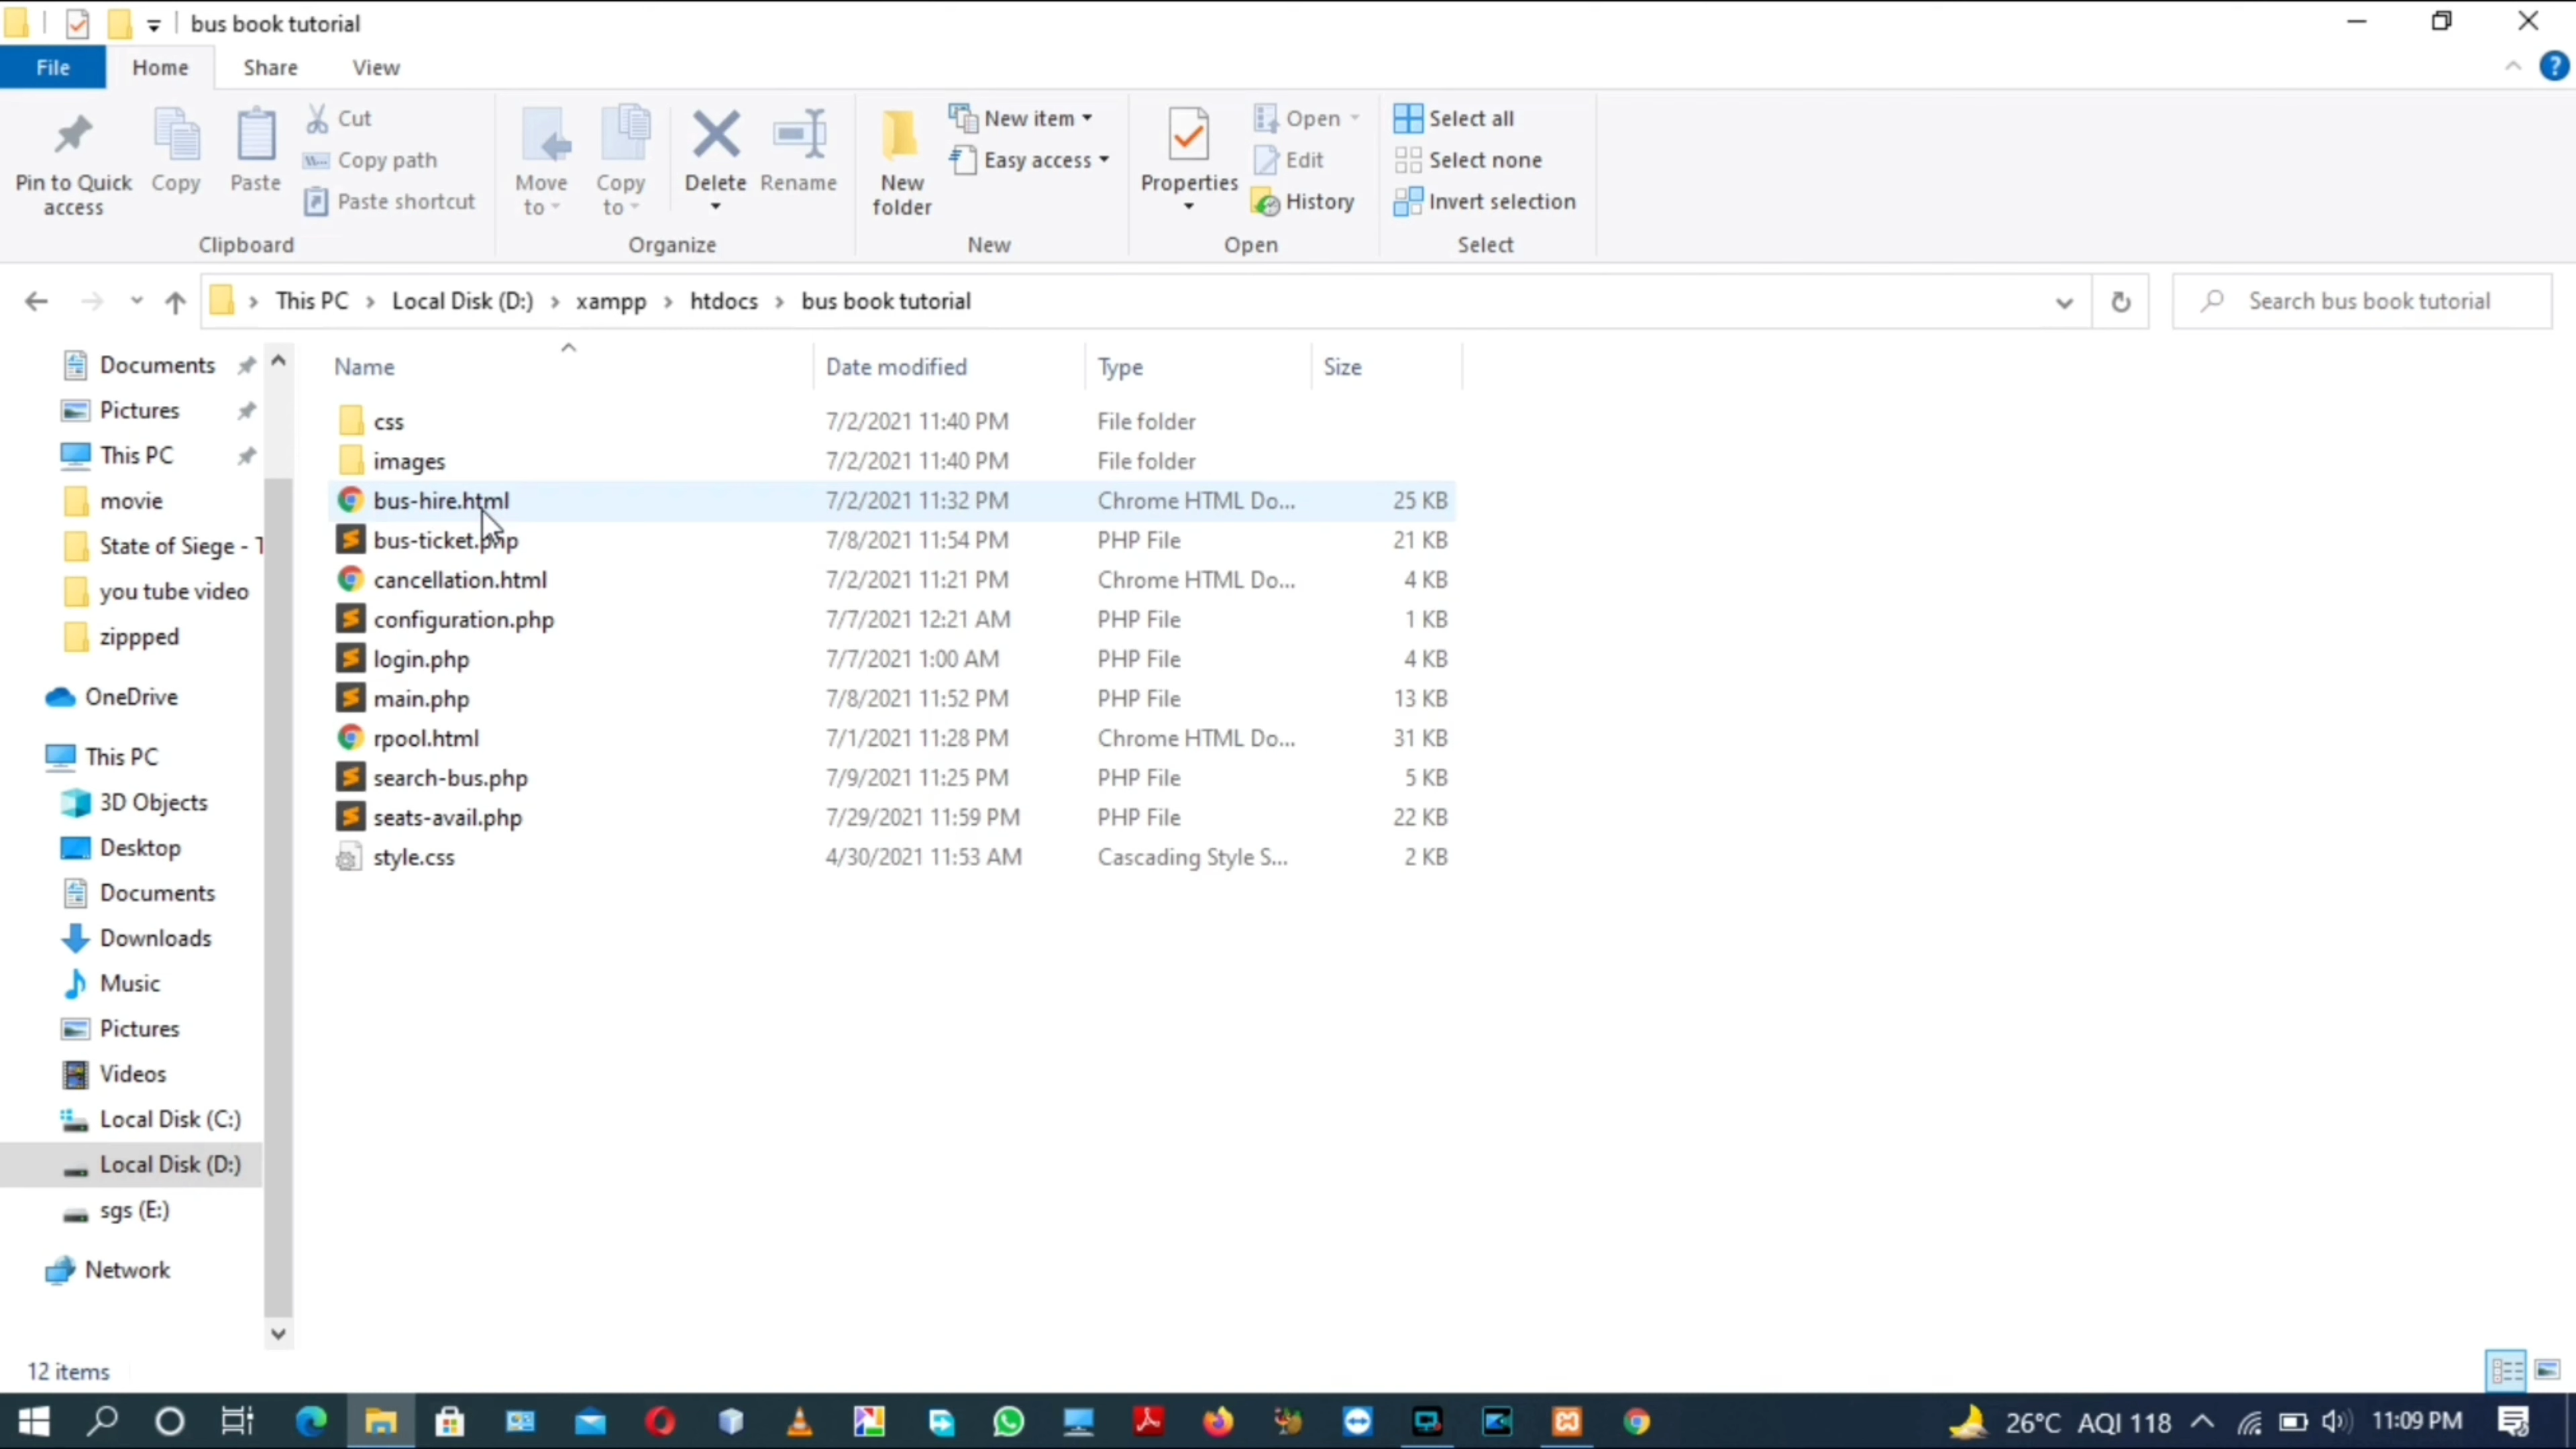 bus book tutorial
File Home Share View
Pin to Quick access
Copy
Paste
Cut
Copy path
Paste shortcut
Clipboard
Move to
Copy to
Delete
Rename
Organize
New folder
New item
Easy access
New
Properties
Open
Edit
History
Open
Select all
Select none
Invert selection
Select
This PC > Local Disk (D:) > xampp > htdocs > bus book tutorial
Search bus book tutorial
Documents
Pictures
This PC
movie
State of Siege - T
you tube video
zippped
OneDrive
This PC
3D Objects
Desktop
Documents
Downloads
Music
Pictures
Videos
Local Disk (C:)
Local Disk (D:)
sgs (E:)
Network
Name Date modified Type Size
css 7/2/2021 11:40 PM File folder
images 7/2/2021 11:40 PM File folder
bus-hire.html 7/2/2021 11:32 PM Chrome HTML Do... 25 KB
bus-ticket.php 7/8/2021 11:54 PM PHP File 21 KB
cancellation.html 7/2/2021 11:21 PM Chrome HTML Do... 4 KB
configuration.php 7/7/2021 12:21 AM PHP File 1 KB
login.php 7/7/2021 1:00 AM PHP File 4 KB
main.php 7/8/2021 11:52 PM PHP File 13 KB
rpool.html 7/1/2021 11:28 PM Chrome HTML Do... 31 KB
search-bus.php 7/9/2021 11:25 PM PHP File 5 KB
seats-avail.php 7/29/2021 11:59 PM PHP File 22 KB
style.css 4/30/2021 11:53 AM Cascading Style S... 2 KB
12 items
26°C AQI 118 11:09 PM